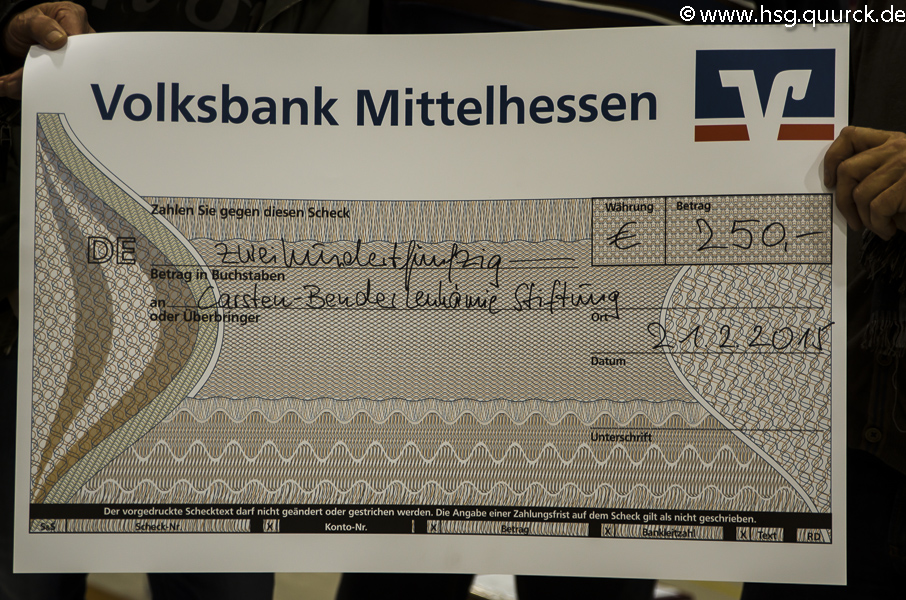 © www.hsg.quurck.de
Volksbank Mittelhessen
Zahlen Sie gegen diesen Scheck
Währung
Betrag
DE
zweihundertfünfzig
€
250,-
Betrag in Buchstaben
an Carsten-Bender Leukämie Stiftung
oder Überbringer
Ort
21.2.2015
Datum
Unterschrift
Der vorgedruckte Schecktext darf nicht geändert oder gestrichen werden. Die Angabe einer Zahlungsfrist auf dem Scheck gilt als nicht geschrieben.
SaS Scheck-Nr. X Konto-Nr. X Betrag X Bankleitzahl X Text RD